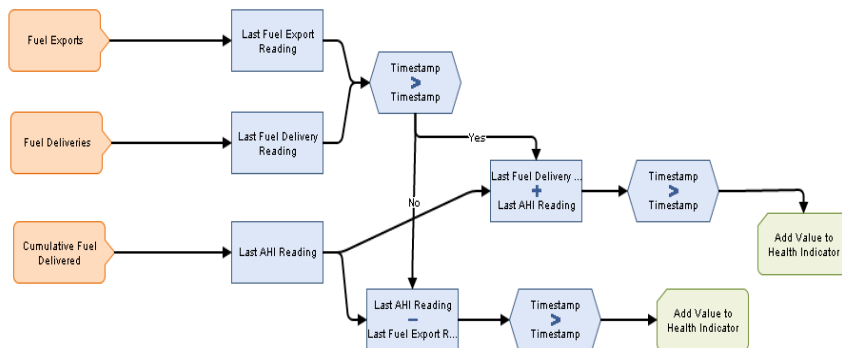 Fuel Exports
Last Fuel Export
Reading
Timestamp
>
Timestamp
Fuel Deliveries
Last Fuel Delivery
Reading
Yes
Last Fuel Delivery ...
+
Last AHI Reading
Timestamp
>
Timestamp
No
Cumulative Fuel
Delivered
Last AHI Reading
Add Value to
Health Indicator
Last AHI Reading
−
Last Fuel Export R...
Timestamp
>
Timestamp
Add Value to
Health Indicator